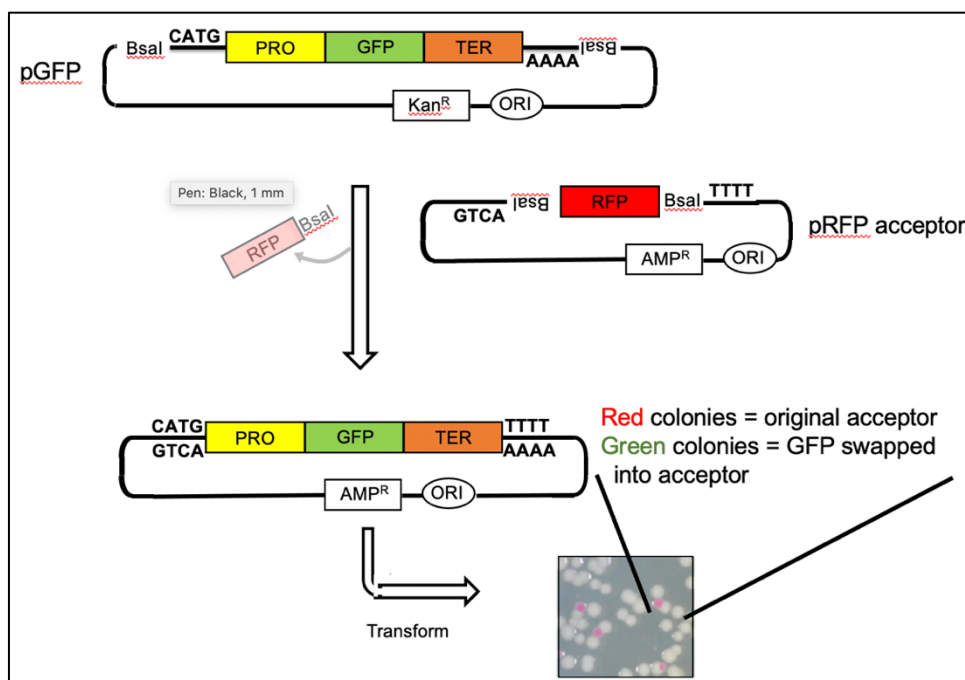 BsaI CATG PRO GFP TER BsaI
AAAA
pGFP
Kan^R ORI
Pen: Black, 1 mm
RFP BsaI
TTTT
BsaI RFP BsaI
GTCA
pRFP acceptor
AMP^R ORI
CATG TTTT
PRO GFP TER
GTCA AAAA
AMP^R ORI
Red colonies = original acceptor
Green colonies = GFP swapped
into acceptor
Transform